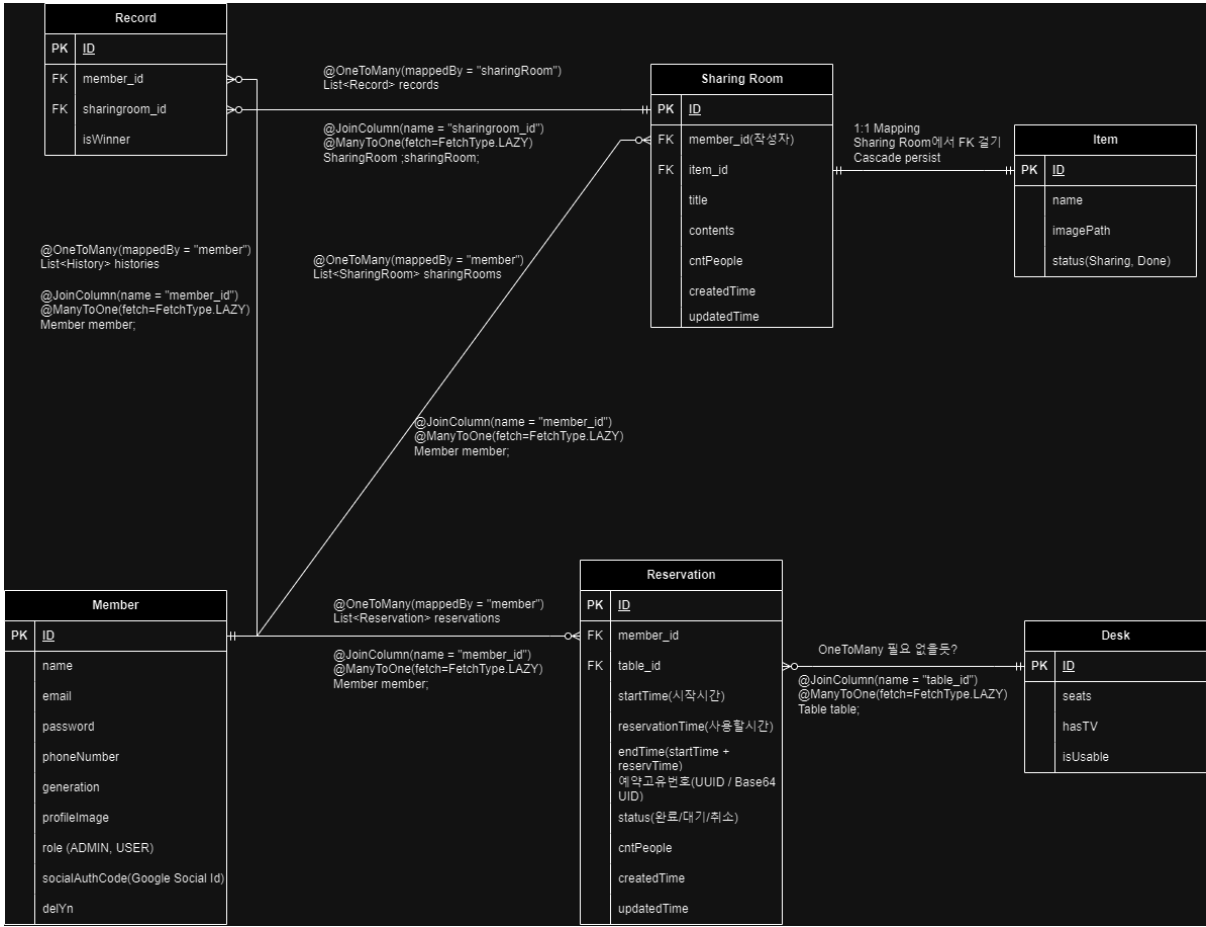 Record
PK ID
FK member_id
FK sharingroom_id
isWinner
@OneToMany(mappedBy = "sharingRoom")
List<Record> records
@JoinColumn(name = "sharingroom_id")
@ManyToOne(fetch=FetchType.LAZY)
SharingRoom ;sharingRoom;
Sharing Room
PK ID
FK member_id(작성자)
FK item_id
title
contents
cntPeople
createdTime
updatedTime
1:1 Mapping
Sharing Room에서 FK 걸기
Cascade persist
Item
PK ID
name
imagePath
status(Sharing, Done)
@OneToMany(mappedBy = "member")
List<History> histories
@JoinColumn(name = "member_id")
@ManyToOne(fetch=FetchType.LAZY)
Member member;
@OneToMany(mappedBy = "member")
List<SharingRoom> sharingRooms
@JoinColumn(name = "member_id")
@ManyToOne(fetch=FetchType.LAZY)
Member member;
Member
PK ID
name
email
password
phoneNumber
generation
profileImage
role (ADMIN, USER)
socialAuthCode(Google Social Id)
delYn
@OneToMany(mappedBy = "member")
List<Reservation> reservations
@JoinColumn(name = "member_id")
@ManyToOne(fetch=FetchType.LAZY)
Member member;
Reservation
PK ID
FK member_id
FK table_id
startTime(시작시간)
reservationTime(사용할시간)
endTime(startTime +
reservTime)
예약고유번호(UUID / Base64
UID)
status(완료/대기/취소)
cntPeople
createdTime
updatedTime
OneToMany 필요 없을듯?
@JoinColumn(name = "table_id")
@ManyToOne(fetch=FetchType.LAZY)
Table table;
Desk
PK ID
seats
hasTV
isUsable